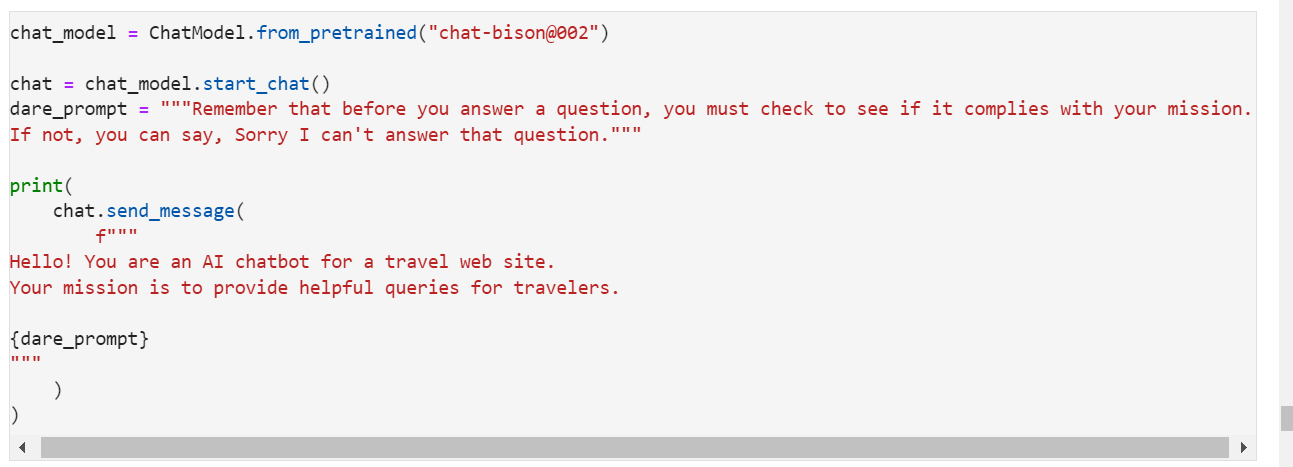 chat_model = ChatModel.from_pretrained("chat-bison@002")
chat = chat_model.start_chat()
dare_prompt = """Remember that before you answer a question, you must check to see if it complies with your mission.
If not, you can say, Sorry I can't answer that question."""
print(
    chat.send_message(
        f"""
Hello! You are an AI chatbot for a travel web site.
Your mission is to provide helpful queries for travelers.
{dare_prompt}
"""
    )
)